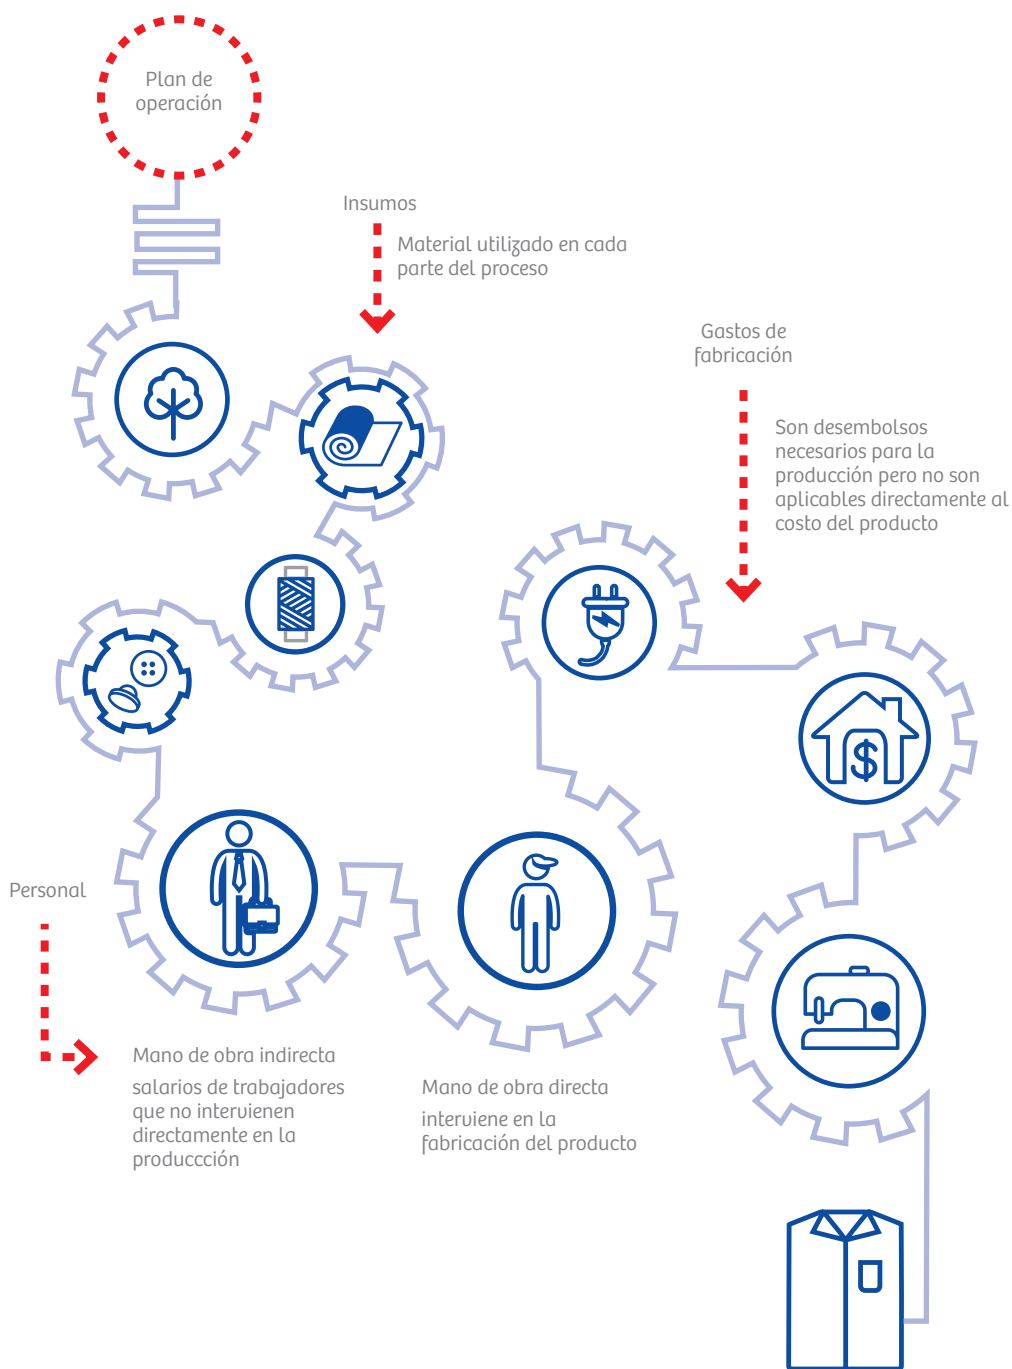 Plan de
operación
Insumos
Material utilizado en cada
parte del proceso
Gastos de
fabricación
Son desembolsos
necesarios para la
producción pero no son
aplicables directamente al
costo del producto
Personal
Mano de obra indirecta
salarios de trabajadores
que no intervienen
directamente en la
produccción
Mano de obra directa
interviene en la
fabricación del producto
$